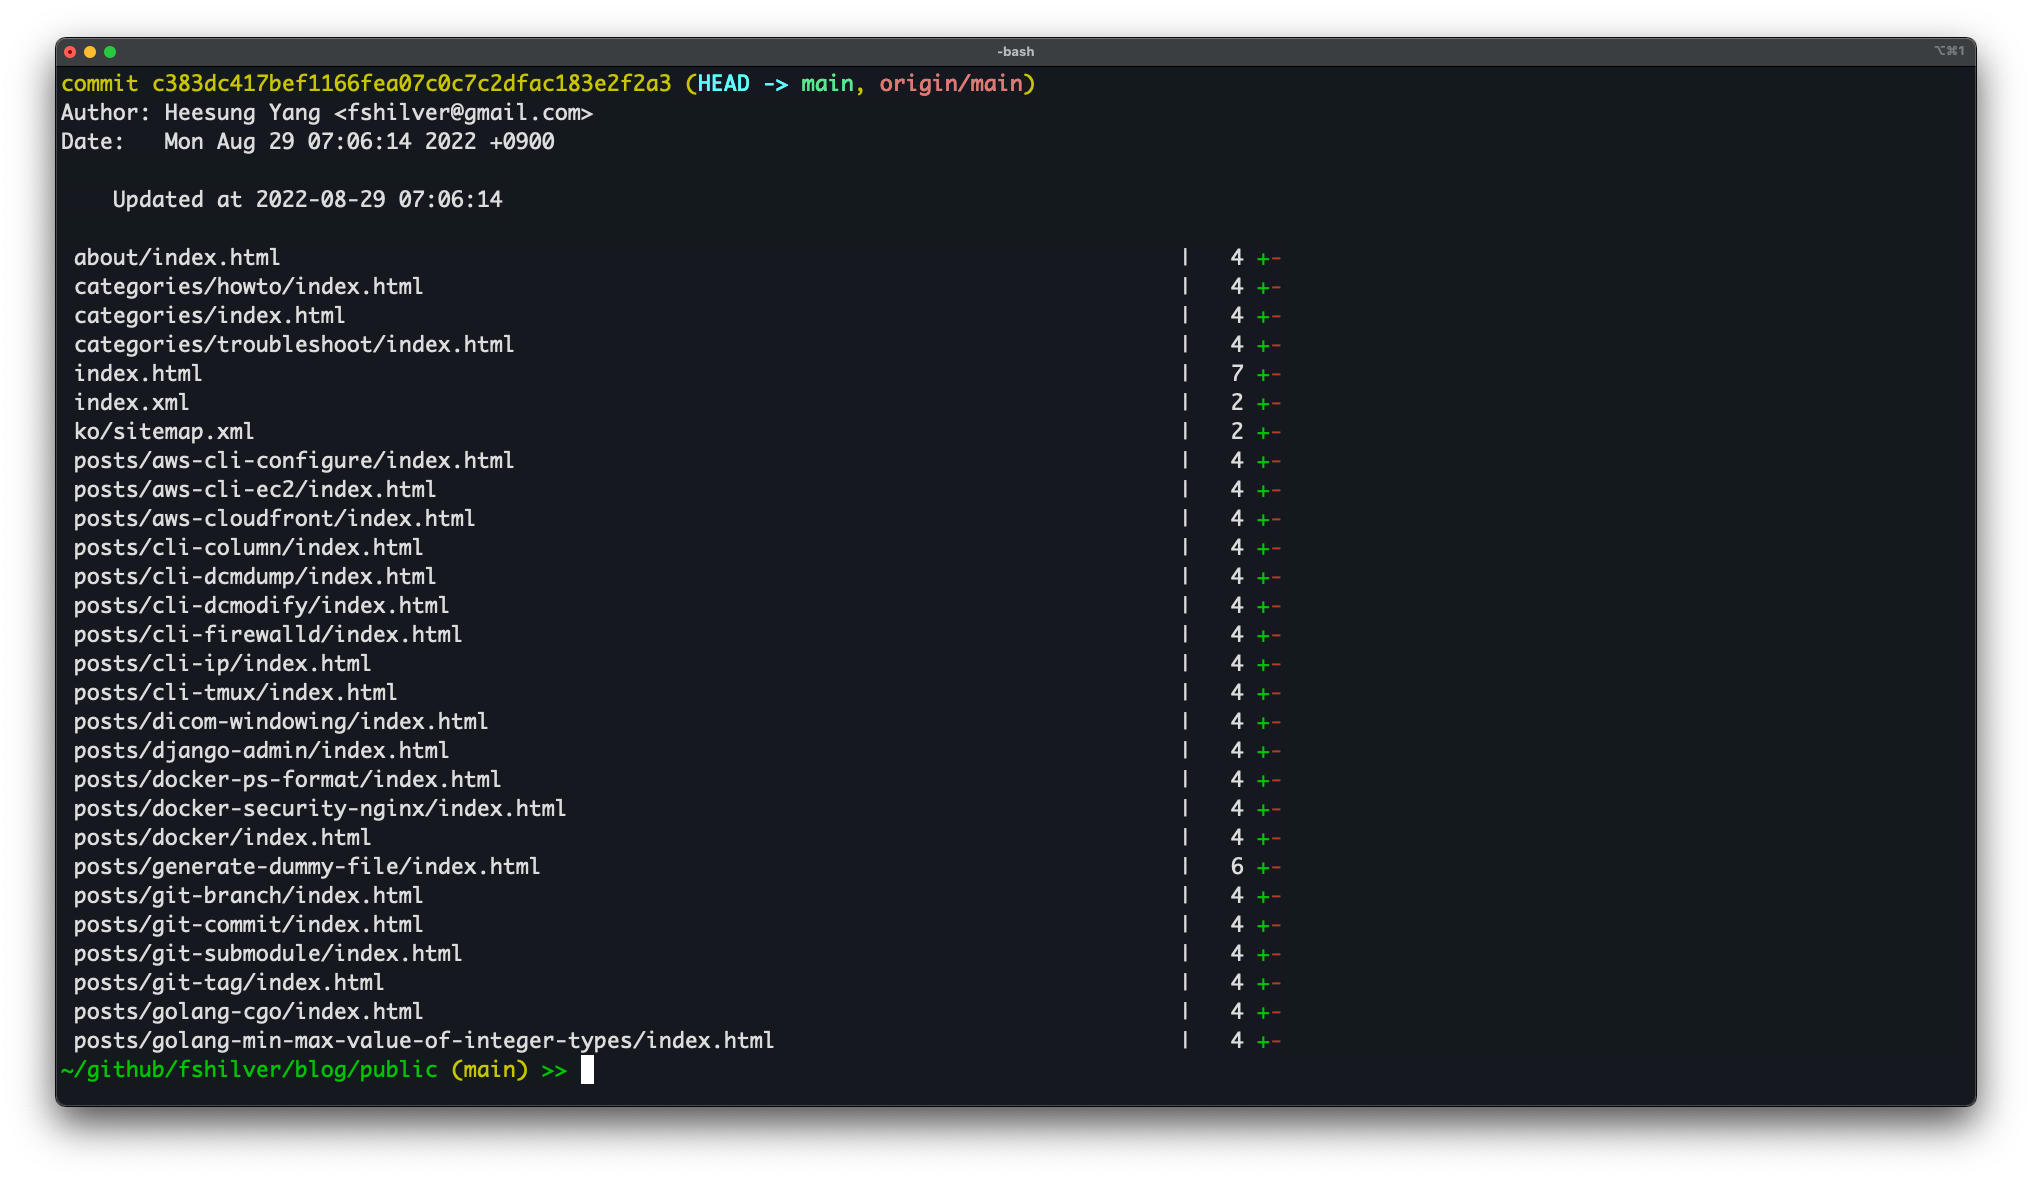 -bash
⌥⌘1
commit c383dc417bef1166fea07c0c7c2dfac183e2f2a3 (HEAD -> main, origin/main)
Author: Heesung Yang <fshilver@gmail.com>
Date:   Mon Aug 29 07:06:14 2022 +0900
Updated at 2022-08-29 07:06:14
about/index.html | 4 +-
categories/howto/index.html | 4 +-
categories/index.html | 4 +-
categories/troubleshoot/index.html | 4 +-
index.html | 7 +-
index.xml | 2 +-
ko/sitemap.xml | 2 +-
posts/aws-cli-configure/index.html | 4 +-
posts/aws-cli-ec2/index.html | 4 +-
posts/aws-cloudfront/index.html | 4 +-
posts/cli-column/index.html | 4 +-
posts/cli-dcmdump/index.html | 4 +-
posts/cli-dcmodify/index.html | 4 +-
posts/cli-firewalld/index.html | 4 +-
posts/cli-ip/index.html | 4 +-
posts/cli-tmux/index.html | 4 +-
posts/dicom-windowing/index.html | 4 +-
posts/django-admin/index.html | 4 +-
posts/docker-ps-format/index.html | 4 +-
posts/docker-security-nginx/index.html | 4 +-
posts/docker/index.html | 4 +-
posts/generate-dummy-file/index.html | 6 +-
posts/git-branch/index.html | 4 +-
posts/git-commit/index.html | 4 +-
posts/git-submodule/index.html | 4 +-
posts/git-tag/index.html | 4 +-
posts/golang-cgo/index.html | 4 +-
posts/golang-min-max-value-of-integer-types/index.html | 4 +-
~/github/fshilver/blog/public (main) >>